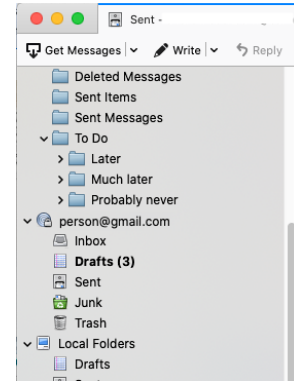 Sent -
Get Messages Write Reply
Deleted Messages
Sent Items
Sent Messages
To Do
Later
Much later
Probably never
person@gmail.com
Inbox
Drafts (3)
Sent
Junk
Trash
Local Folders
Drafts